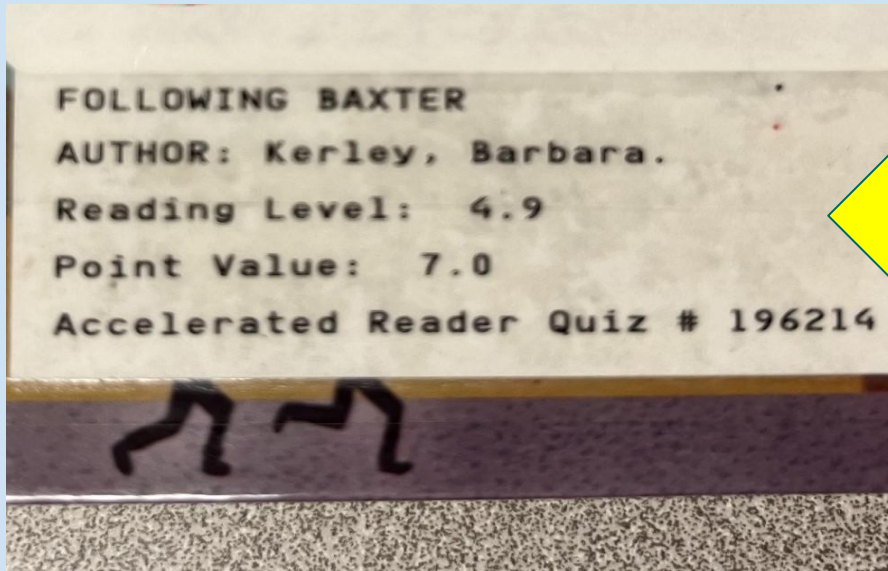 FOLLOWING BAXTER
AUTHOR: Kerley, Barbara.
Reading Level: 4.9
Point Value: 7.0
Accelerated Reader Quiz # 196214